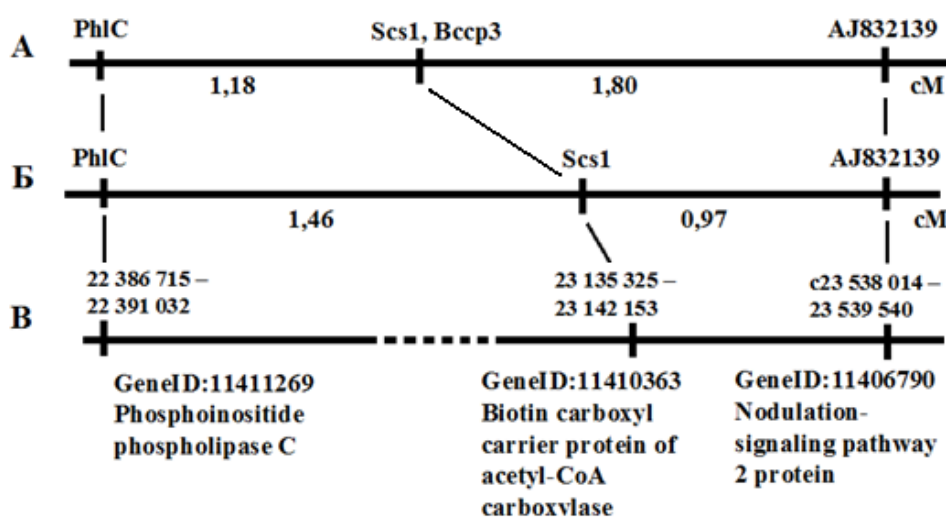 PhlC Scs1, Bccp3 AJ832139
А
1,18 1,80 cM
PhlC Scs1 AJ832139
Б
1,46 0,97 cM
22 386 715 – 23 135 325 – c23 538 014 –
22 391 032 23 142 153 23 539 540
В
GeneID:11411269
Phosphoinositide
phospholipase C
GeneID:11410363
Biotin carboxyl
carrier protein of
acetyl-CoA
carboxylase
GeneID:11406790
Nodulation-
signaling pathway
2 protein